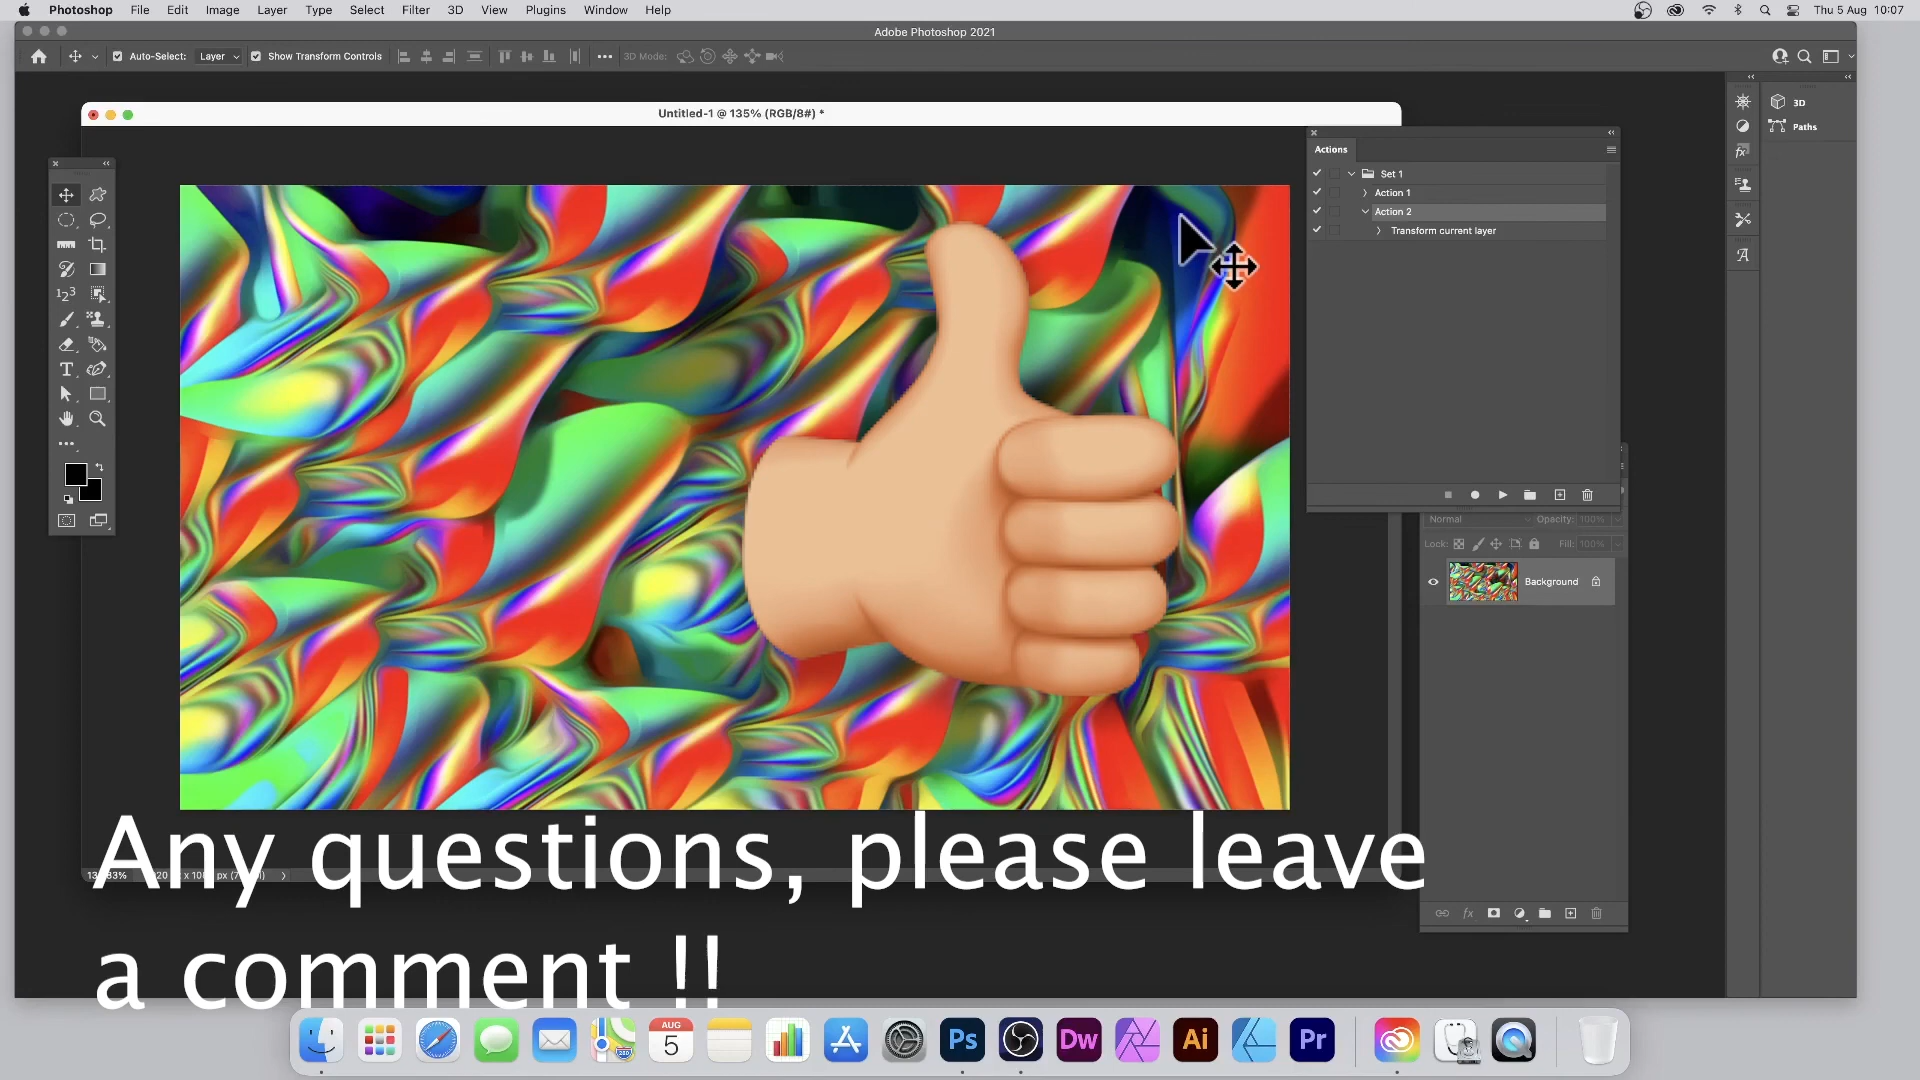 Photoshop File Edit Image Layer Type Select Filter 3D View Plugins Window Help Thu 5 Aug 10:07
Adobe Photoshop 2021
Auto-Select: Layer Show Transform Controls 3D Mode:
Untitled-1 @ 135% (RGB/8#) *
3D
Paths
Actions
Set 1
Action 1
Action 2
Transform current layer
Normal Opacity: 100%
Lock: Fill: 100%
Background
fx
Any questions, please leave
a comment !!
AUG
5
Ps Dw Ai Pr